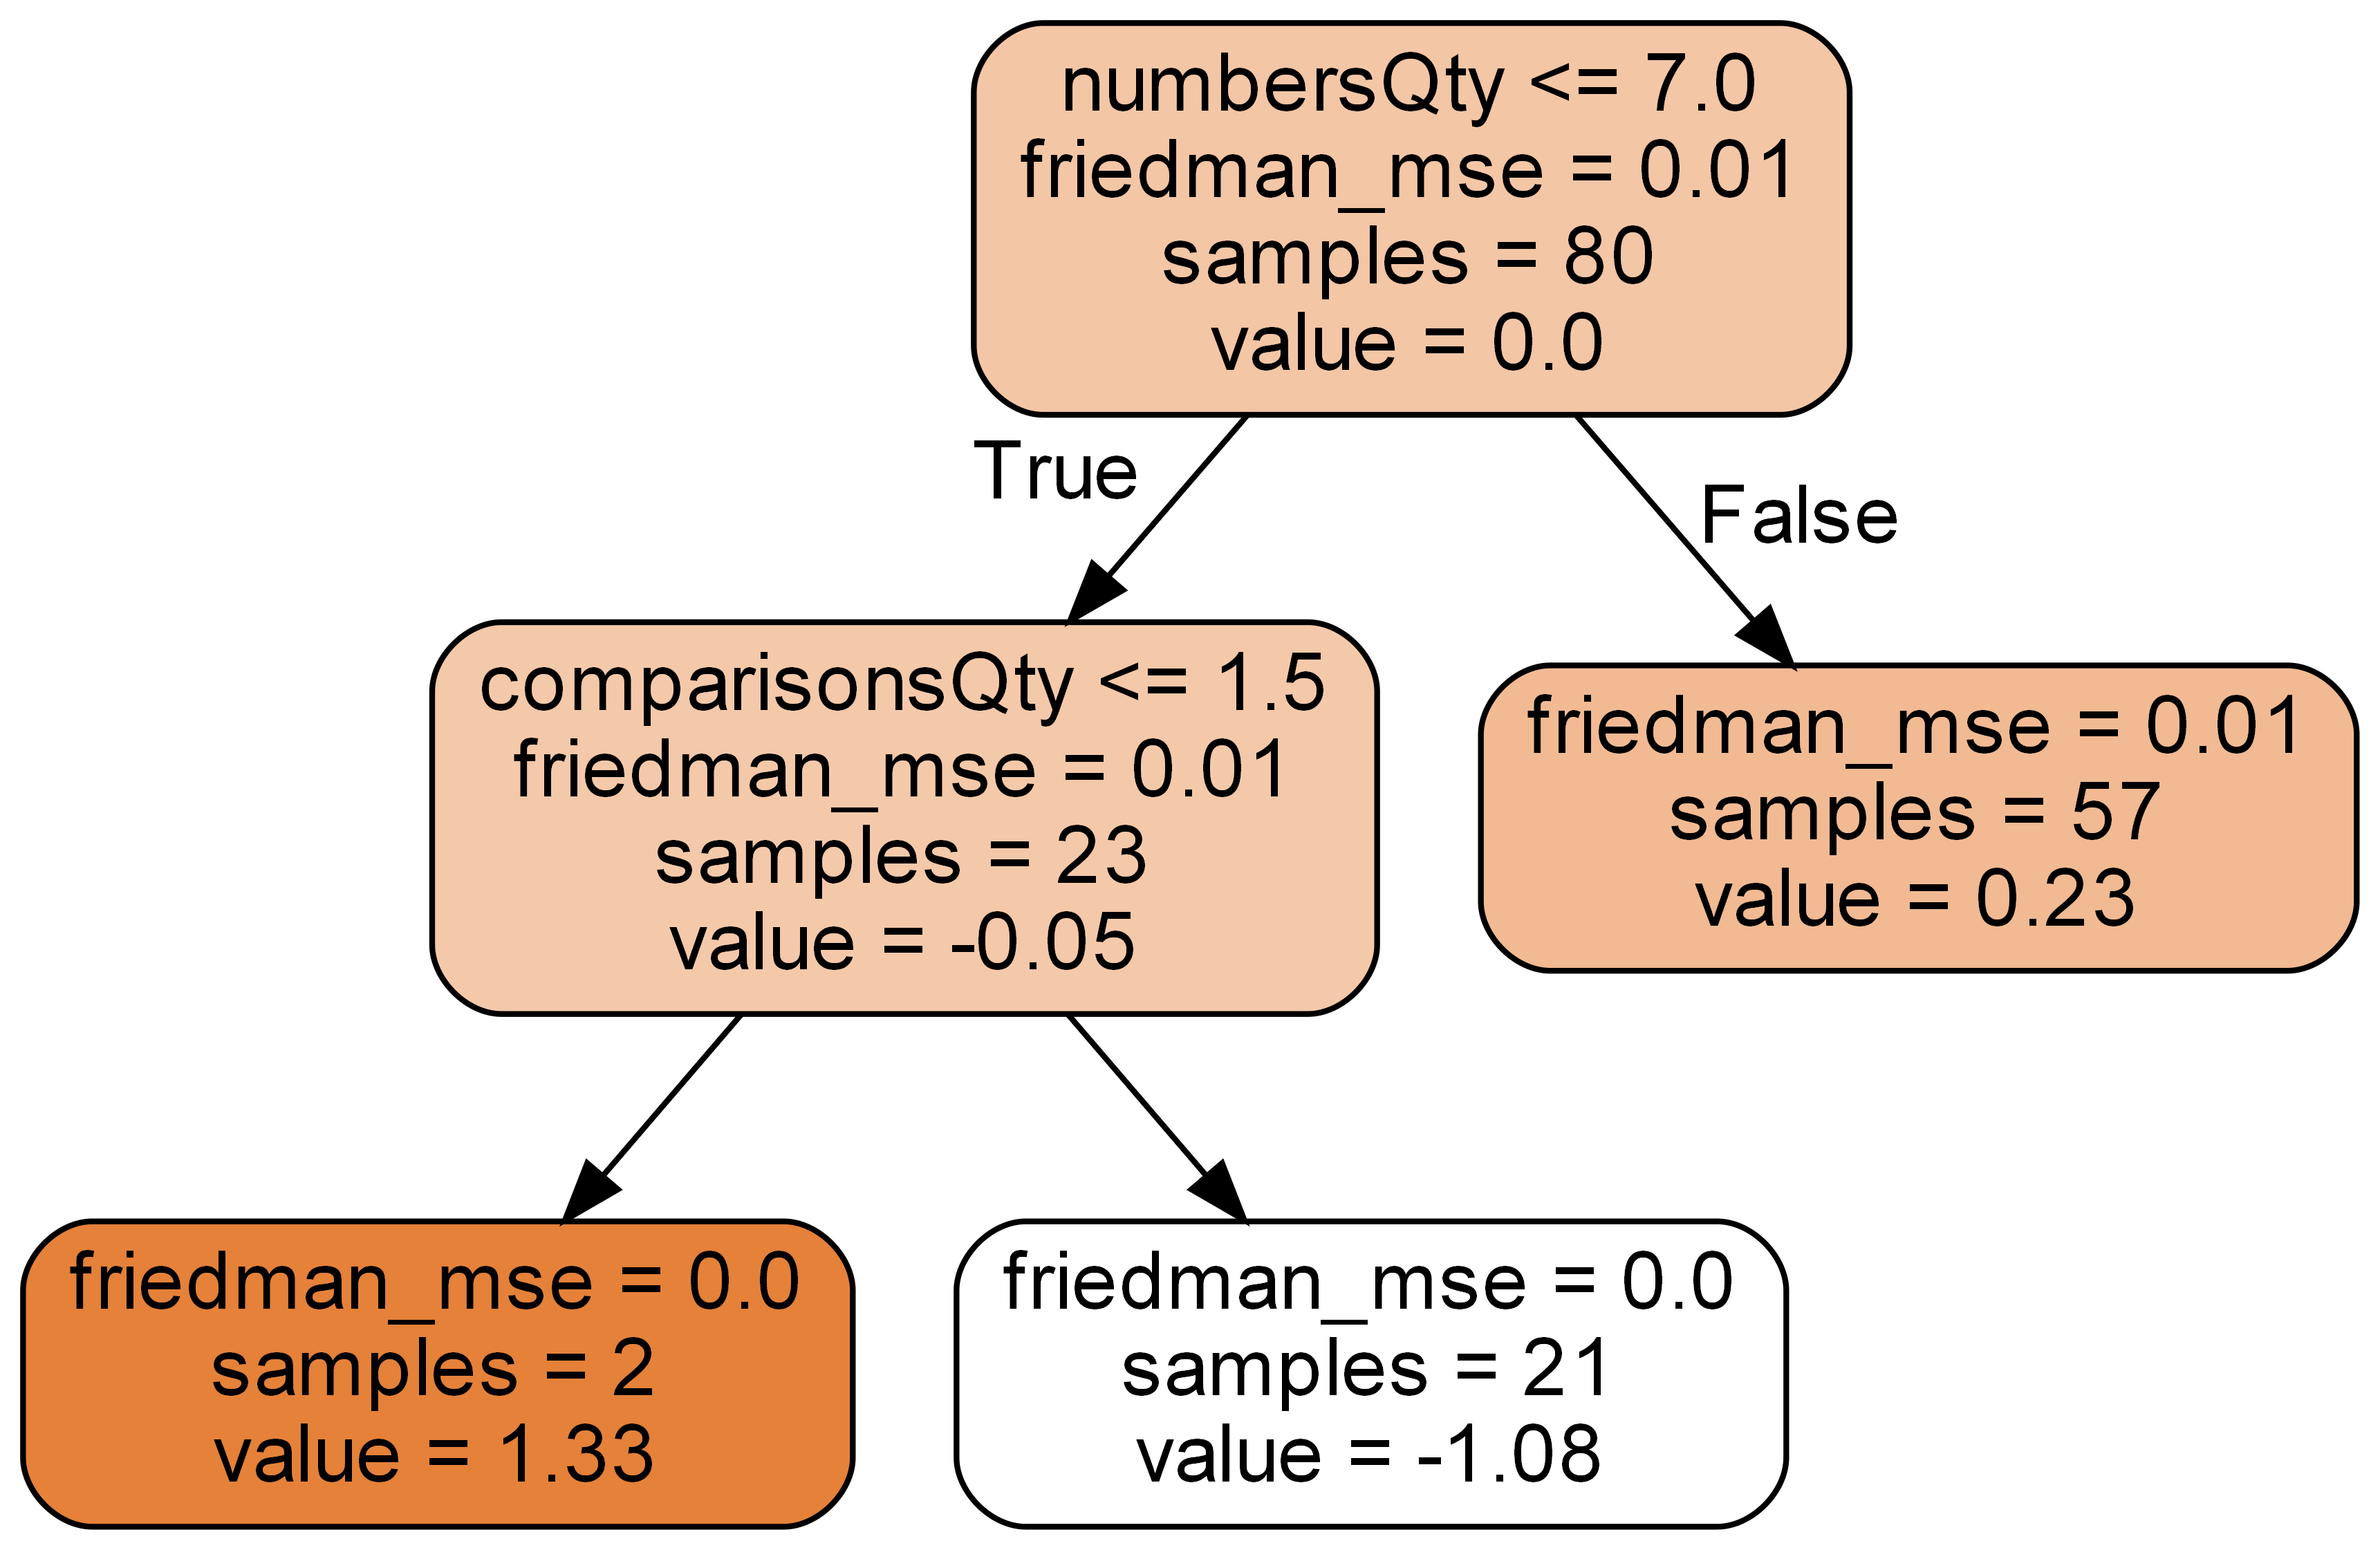 numbersQty <= 7.0
friedman_mse = 0.01
samples = 80
value = 0.0
True
False
comparisonsQty <= 1.5
friedman_mse = 0.01
samples = 23
value = -0.05
friedman_mse = 0.01
samples = 57
value = 0.23
friedman_mse = 0.0
samples = 2
value = 1.33
friedman_mse = 0.0
samples = 21
value = -1.08